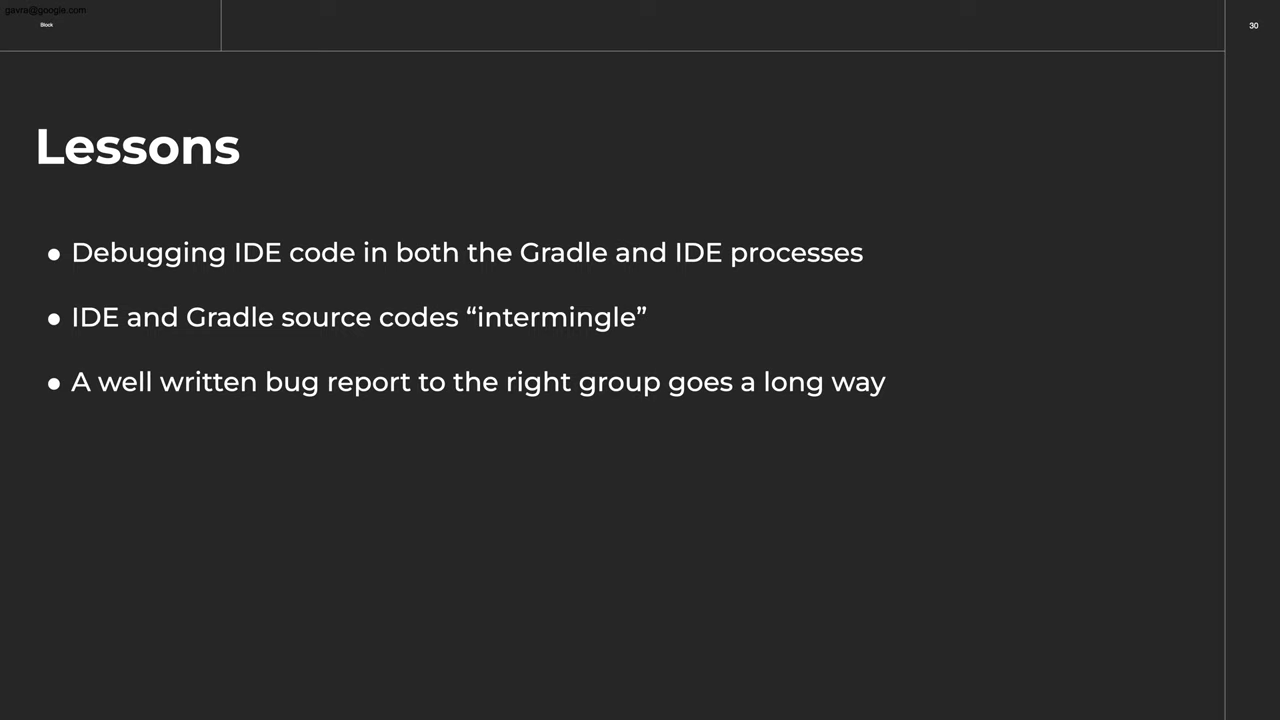 gavra@google.com
Block
30
Lessons
● Debugging IDE code in both the Gradle and IDE processes
● IDE and Gradle source codes “intermingle”
● A well written bug report to the right group goes a long way